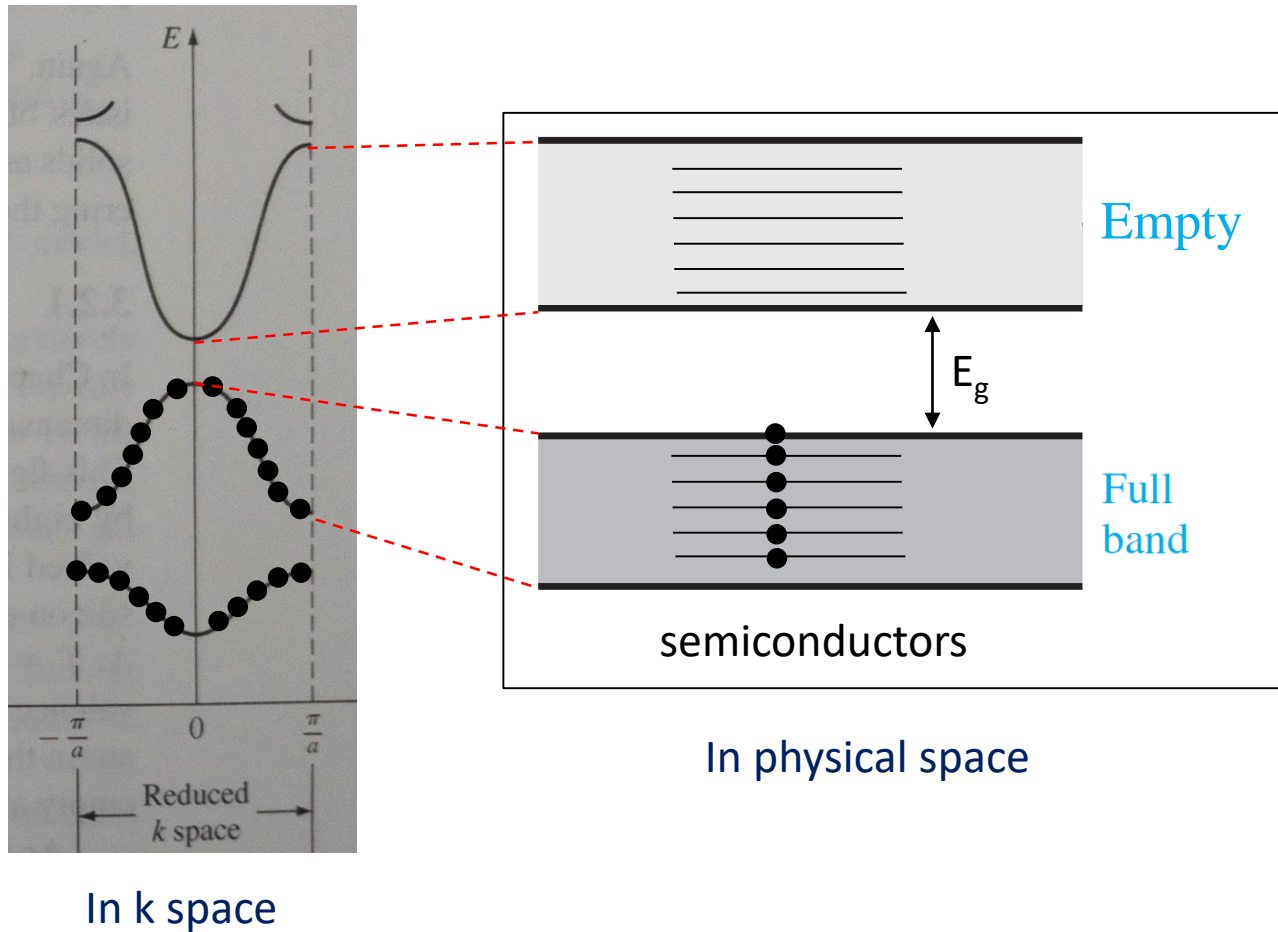 E
Empty
E_g
Full
band
semiconductors
− π/a
0
π/a
In physical space
Reduced
k space
In k space